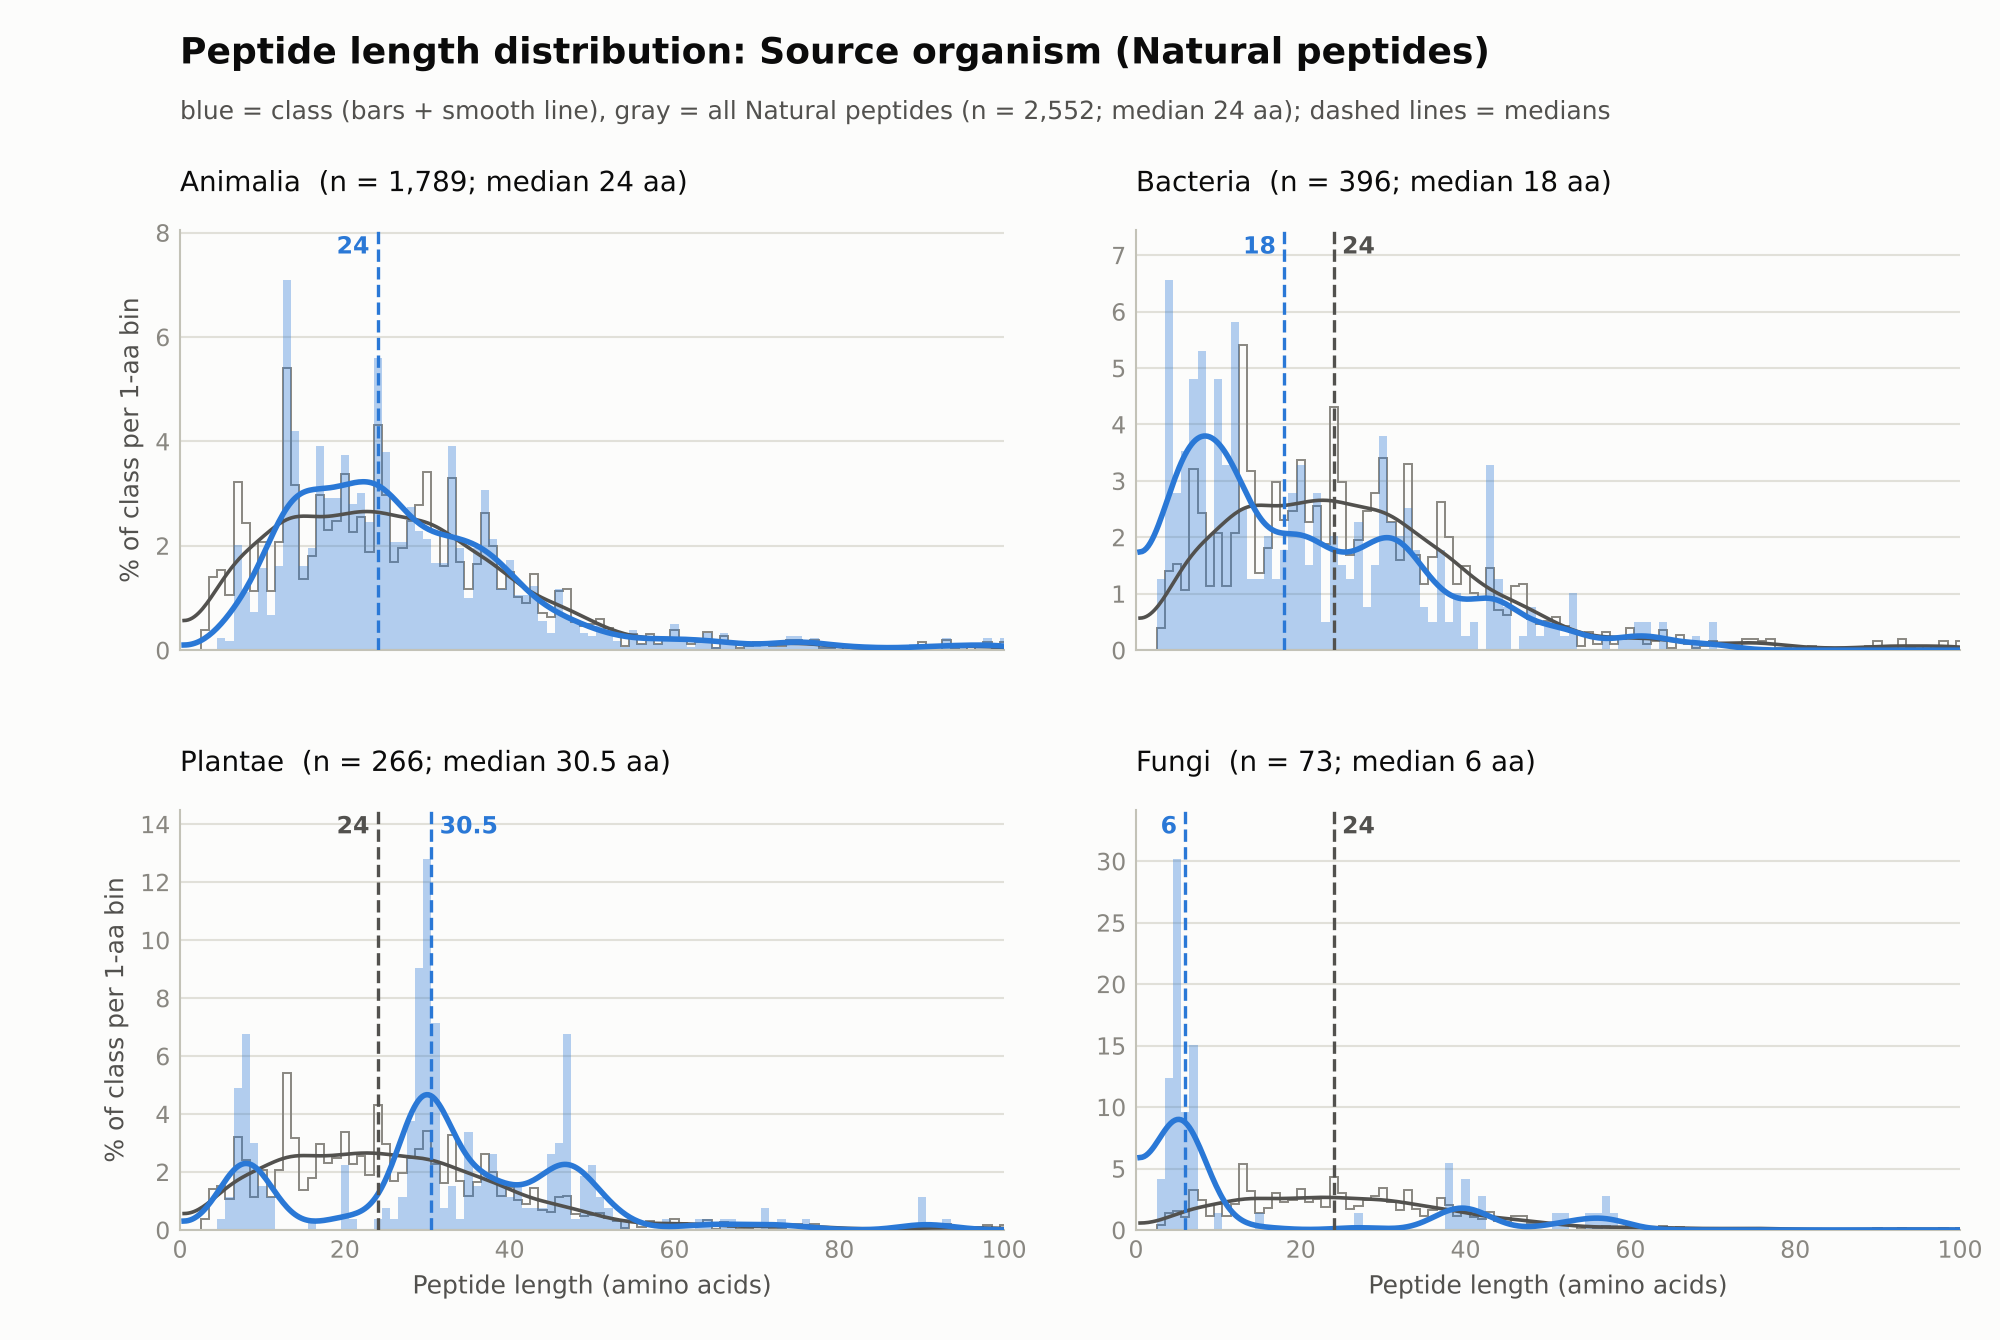 Peptide length distribution: Source organism (Natural peptides)
blue = class (bars + smooth line), gray = all Natural peptides (n = 2,552; median 24 aa); dashed lines = medians
Animalia (n = 1,789; median 24 aa)
% of class per 1-aa bin
8
6
4
2
0
24
Bacteria (n = 396; median 18 aa)
7
6
5
4
3
2
1
0
18
24
Plantae (n = 266; median 30.5 aa)
% of class per 1-aa bin
14
12
10
8
6
4
2
0
24
30.5
0 20 40 60 80 100
Peptide length (amino acids)
Fungi (n = 73; median 6 aa)
30
25
20
15
10
5
0
6
24
0 20 40 60 80 100
Peptide length (amino acids)